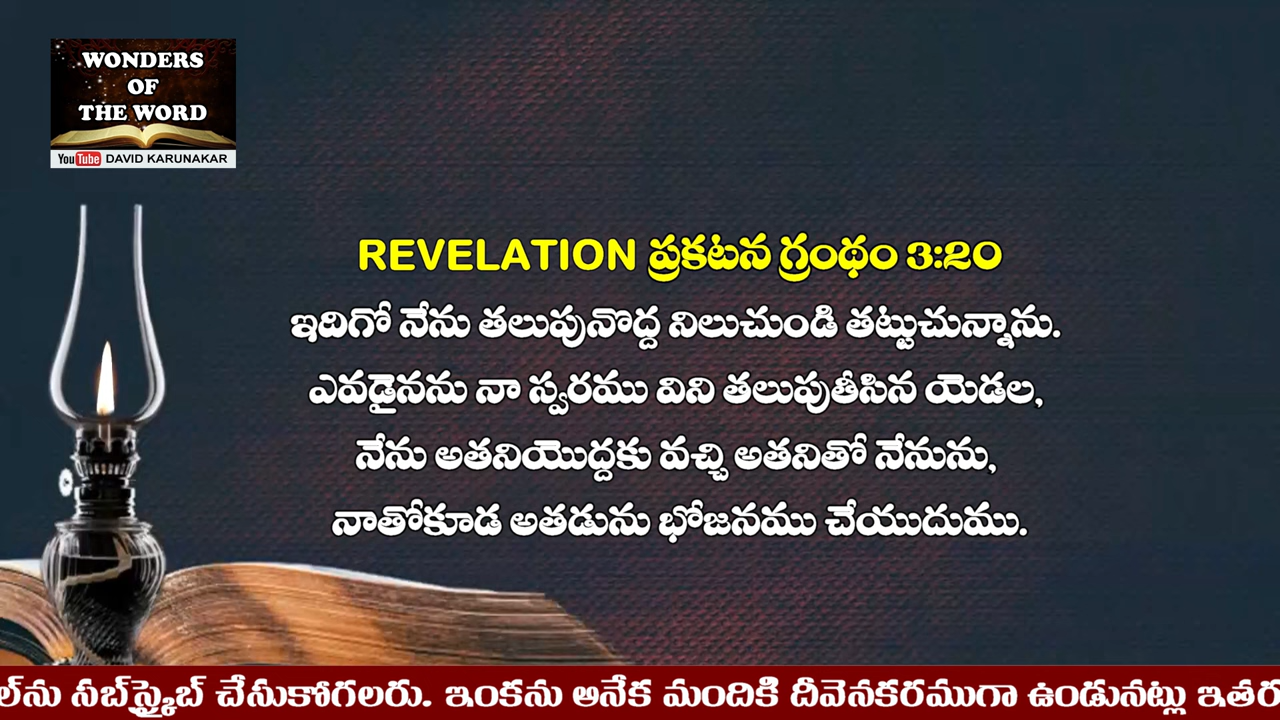 WONDERS
OF
THE WORD
YouTube DAVID KARUNAKAR
REVELATION ప్రకటన గ్రంథం 3:20
ఇదిగో నేను తలుపునొద్ద నిలుచుండి తట్టుచున్నాను.
ఎవడైనను నా స్వరము విని తలుపుతీసిన యెడల,
నేను అతనియొద్దకు వచ్చి అతనితో నేనును,
నాతోకూడ అతడును భోజనము చేయుదుము.
ల్‌ను సబ్‌స్క్రైబ్ చేసుకోగలరు. ఇంకను అనేక మందికి దీవెనకరముగా ఉండునట్లు ఇతర